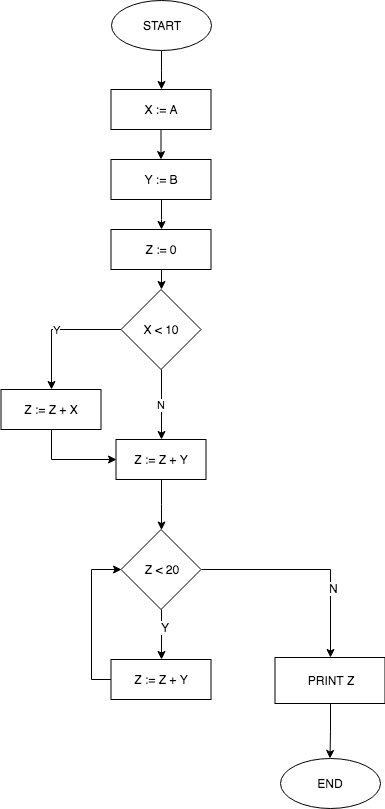 START
X := A
Y := B
Z := 0
X < 10
Y
Z := Z + X
N
Z := Z + Y
Z < 20
N
Y
Z := Z + Y
PRINT Z
END